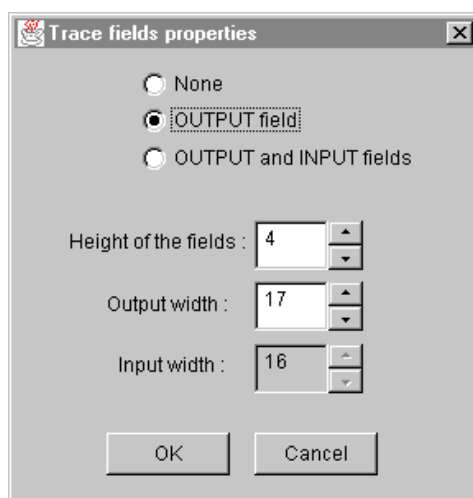 Trace fields properties
None
OUTPUT field
OUTPUT and INPUT fields
Height of the fields : 4
Output width : 17
Input width : 16
OK Cancel